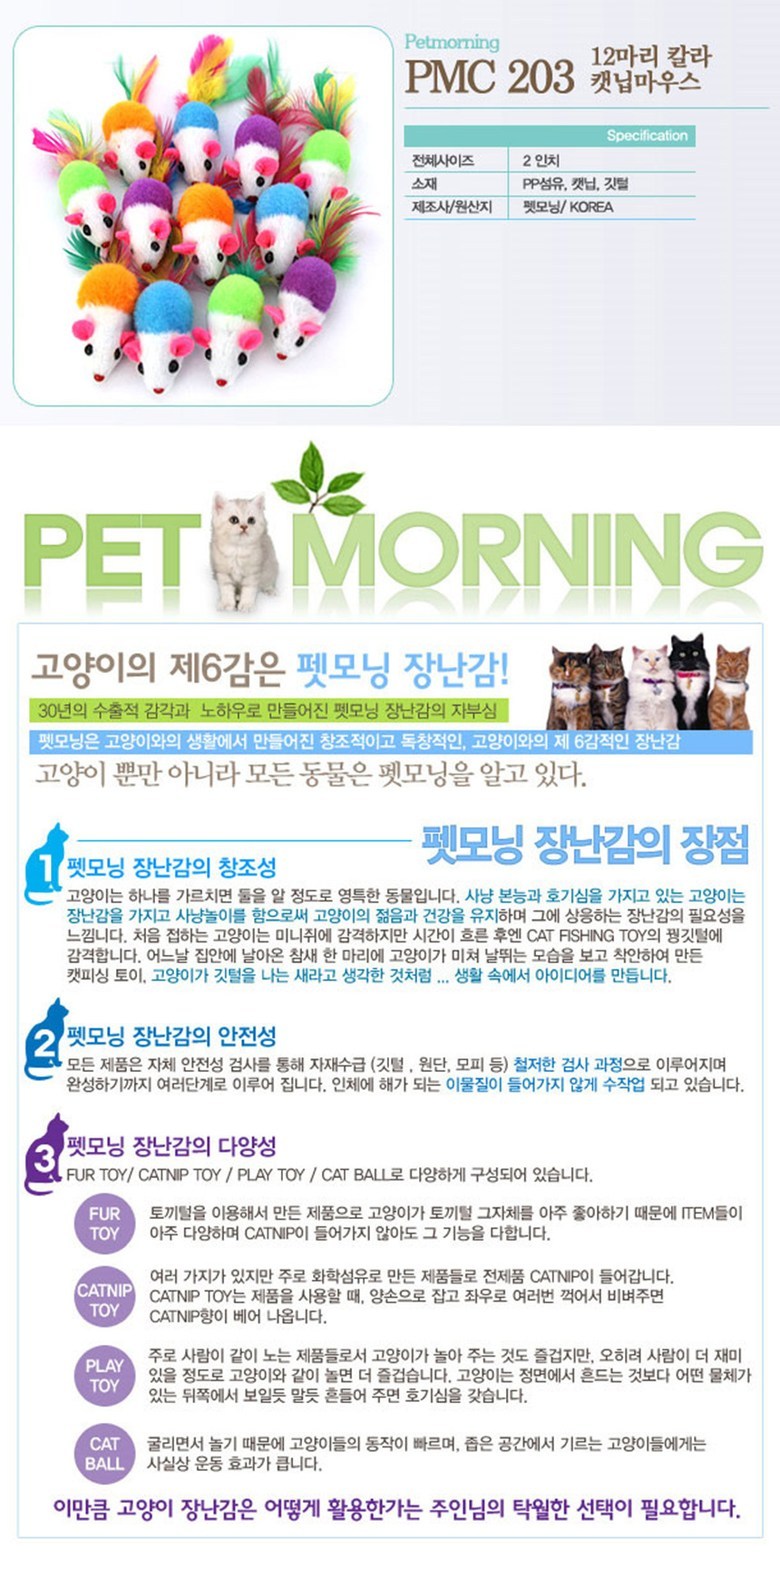 Petmorning
PMC 203 12마리 칼라
캣닙마우스
Specification
전체사이즈 2 인치
소재 PP섬유, 캣닙, 깃털
제조사/원산지 펫모닝/ KOREA
PET MORNING
고양이의 제6감은 펫모닝 장난감!
30년의 수출적 감각과 노하우로 만들어진 펫모닝 장난감의 자부심
펫모닝은 고양이와의 생활에서 만들어진 창조적이고 독창적인, 고양이와의 제 6감적인 장난감
고양이 뿐만 아니라 모든 동물은 펫모닝을 알고 있다.
펫모닝 장난감의 장점
1 펫모닝 장난감의 창조성
고양이는 하나를 가르치면 둘을 알 정도로 영특한 동물입니다. 사냥 본능과 호기심을 가지고 있는 고양이는
장난감을 가지고 사냥놀이를 함으로써 고양이의 젊음과 건강을 유지하며 그에 상응하는 장난감의 필요성을
느낍니다. 처음 접하는 고양이는 미니쥐에 감격하지만 시간이 흐른 후엔 CAT FISHING TOY의 꿩깃털에
감격합니다. 어느날 집안에 날아온 참새 한 마리에 고양이가 미쳐 날뛰는 모습을 보고 착안하여 만든
캣피싱 토이. 고양이가 깃털을 나는 새라고 생각한 것처럼 ... 생활 속에서 아이디어를 만듭니다.
2 펫모닝 장난감의 안전성
모든 제품은 자체 안전성 검사를 통해 자재수급 (깃털 , 원단, 모피 등) 철저한 검사 과정으로 이루어지며
완성하기까지 여러단계로 이루어 집니다. 인체에 해가 되는 이물질이 들어가지 않게 수작업 되고 있습니다.
3 펫모닝 장난감의 다양성
FUR TOY/ CATNIP TOY / PLAY TOY / CAT BALL로 다양하게 구성되어 있습니다.
FUR
TOY
토끼털을 이용해서 만든 제품으로 고양이가 토끼털 그자체를 아주 좋아하기 때문에 ITEM들이
아주 다양하며 CATNIP이 들어가지 않아도 그 기능을 다합니다.
CATNIP
TOY
여러 가지가 있지만 주로 화학섬유로 만든 제품들로 전제품 CATNIP이 들어갑니다.
CATNIP TOY는 제품을 사용할 때, 양손으로 잡고 좌우로 여러번 꺽어서 비벼주면
CATNIP향이 베어 나옵니다.
PLAY
TOY
주로 사람이 같이 노는 제품들로서 고양이가 놀아 주는 것도 즐겁지만, 오히려 사람이 더 재미
있을 정도로 고양이와 같이 놀면 더 즐겁습니다. 고양이는 정면에서 흔드는 것보다 어떤 물체가
있는 뒤쪽에서 보일듯 말듯 흔들어 주면 호기심을 갖습니다.
CAT
BALL
굴리면서 놀기 때문에 고양이들의 동작이 빠르며, 좁은 공간에서 기르는 고양이들에게는
사실상 운동 효과가 큽니다.
이만큼 고양이 장난감은 어떻게 활용한가는 주인님의 탁월한 선택이 필요합니다.